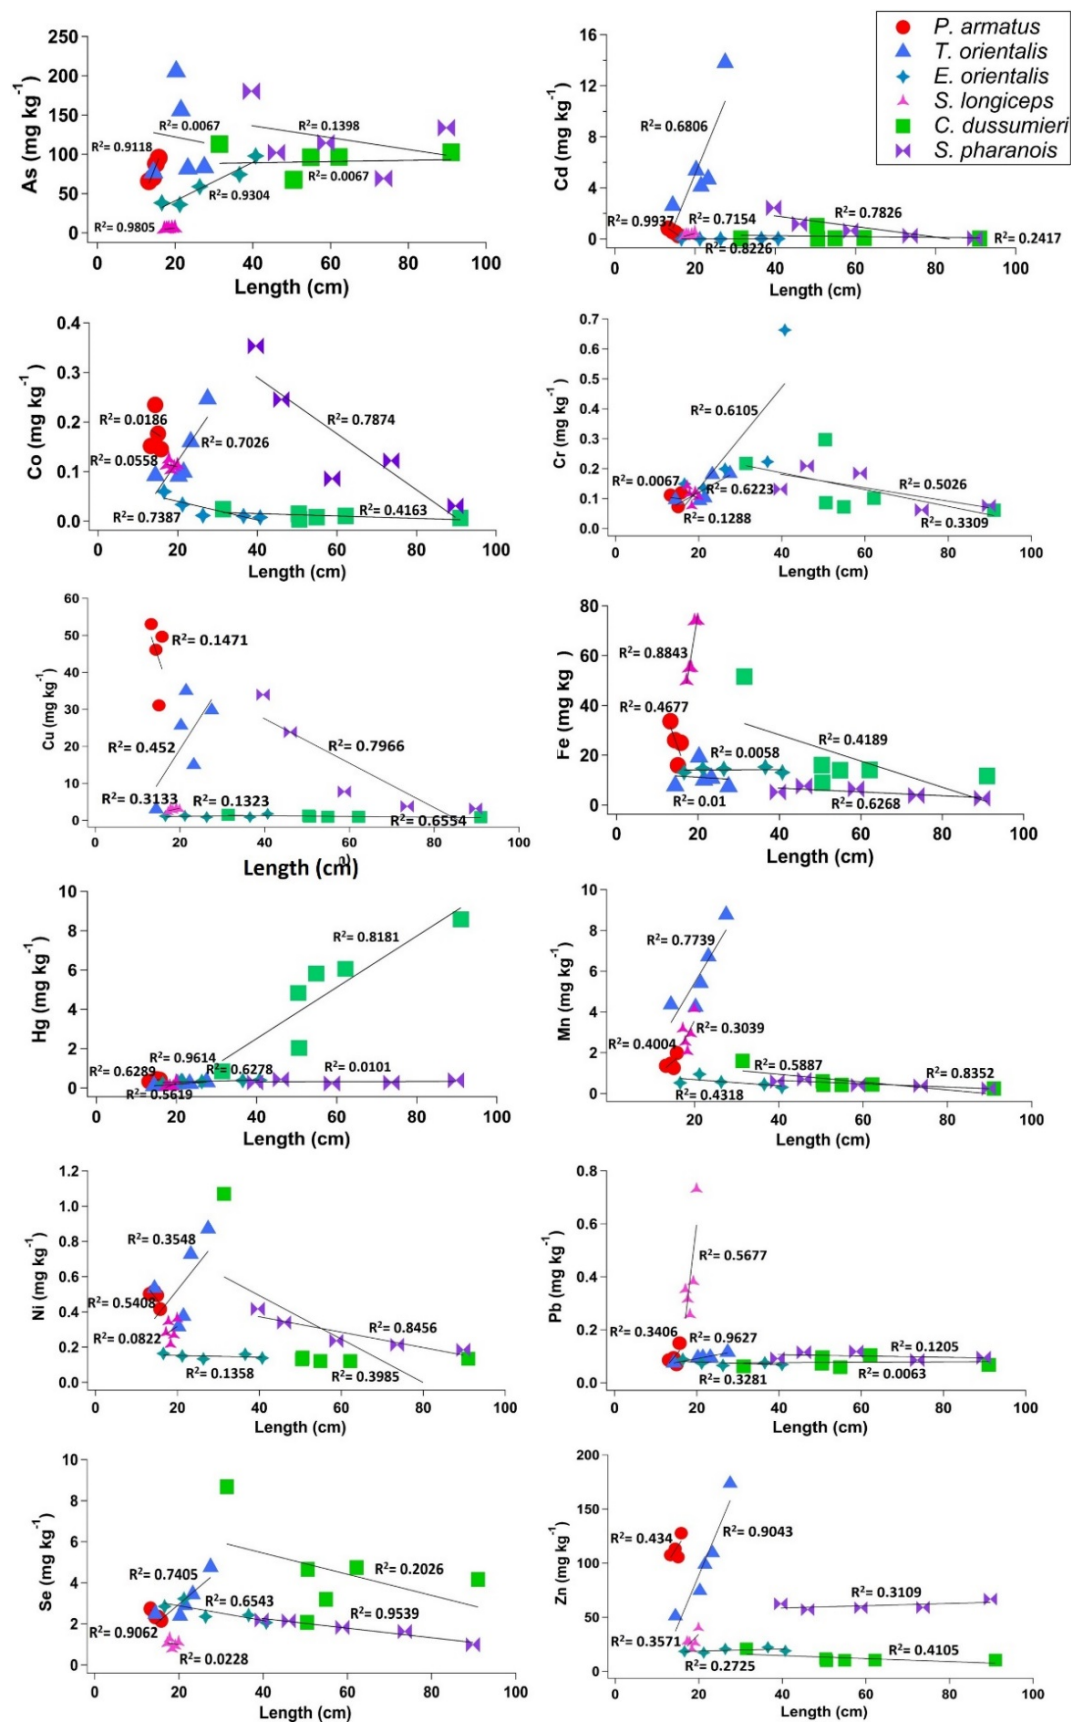 P. armatus
T. orientalis
E. orientalis
S. longiceps
C. dussumieri
S. pharanois
As (mg kg-1)
250
200
150
100
50
0
R2= 0.0067
R2= 0.1398
R2= 0.9118
R2= 0.0067
R2= 0.9304
R2= 0.9805
0 20 40 60 80 100
Length (cm)
Cd (mg kg-1)
16
12
8
4
0
R2= 0.6806
R2= 0.9937
R2= 0.7154
R2= 0.7826
R2= 0.8226
R2= 0.2417
0 20 40 60 80 100
Length (cm)
Co (mg kg-1)
0.4
0.3
0.2
0.1
0.0
R2= 0.0186
R2= 0.7874
R2= 0.7026
R2= 0.0558
R2= 0.7387
R2= 0.4163
0 20 40 60 80 100
Length (cm)
Cr (mg kg-1)
0.7
0.6
0.5
0.4
0.3
0.2
0.1
0.0
R2= 0.6105
R2= 0.0067
R2= 0.6223
R2= 0.5026
R2= 0.1288
R2= 0.3309
0 20 40 60 80 100
Length (cm)
Cu (mg kg-1)
60
50
40
30
20
10
0
R2= 0.1471
R2= 0.452
R2= 0.7966
R2= 0.3133
R2= 0.1323
R2= 0.6554
0 20 40 60 80 100
Length (cm)
Fe (mg kg )
80
60
40
20
0
R2= 0.8843
R2= 0.4677
R2= 0.0058
R2= 0.4189
R2= 0.01
R2= 0.6268
0 20 40 60 80 100
Length (cm)
Hg (mg kg-1)
10
8
6
4
2
0
R2= 0.8181
R2= 0.9614
R2= 0.6289
R2= 0.6278
R2= 0.0101
R2= 0.5619
0 20 40 60 80 100
Length (cm)
Mn (mg kg-1)
10
8
6
4
2
0
R2= 0.7739
R2= 0.3039
R2= 0.4004
R2= 0.5887
R2= 0.8352
R2= 0.4318
0 20 40 60 80 100
Length (cm)
Ni (mg kg-1)
1.2
1.0
0.8
0.6
0.4
0.2
0.0
R2= 0.3548
R2= 0.5408
R2= 0.0822
R2= 0.8456
R2= 0.1358
R2= 0.3985
0 20 40 60 80 100
Length (cm)
Pb (mg kg-1)
0.8
0.6
0.4
0.2
0.0
R2= 0.5677
R2= 0.3406
R2= 0.9627
R2= 0.1205
R2= 0.3281
R2= 0.0063
0 20 40 60 80 100
Length (cm)
Se (mg kg-1)
10
8
6
4
2
0
R2= 0.7405
R2= 0.2026
R2= 0.6543
R2= 0.9539
R2= 0.9062
R2= 0.0228
0 20 40 60 80 100
Length (cm)
Zn (mg kg-1)
200
150
100
50
0
R2= 0.434
R2= 0.9043
R2= 0.3109
R2= 0.3571
R2= 0.2725
R2= 0.4105
0 20 40 60 80 100
Length (cm)